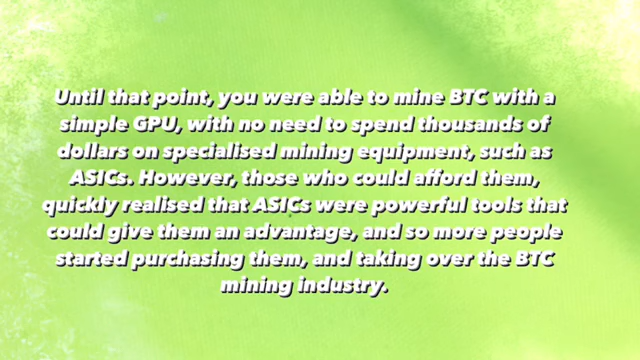 Until that point, you were able to mine BTC with a
simple GPU, with no need to spend thousands of
dollars on specialised mining equipment, such as
ASICs. However, those who could afford them,
quickly realised that ASICs were powerful tools that
could give them an advantage, and so more people
started purchasing them, and taking over the BTC
mining industry.